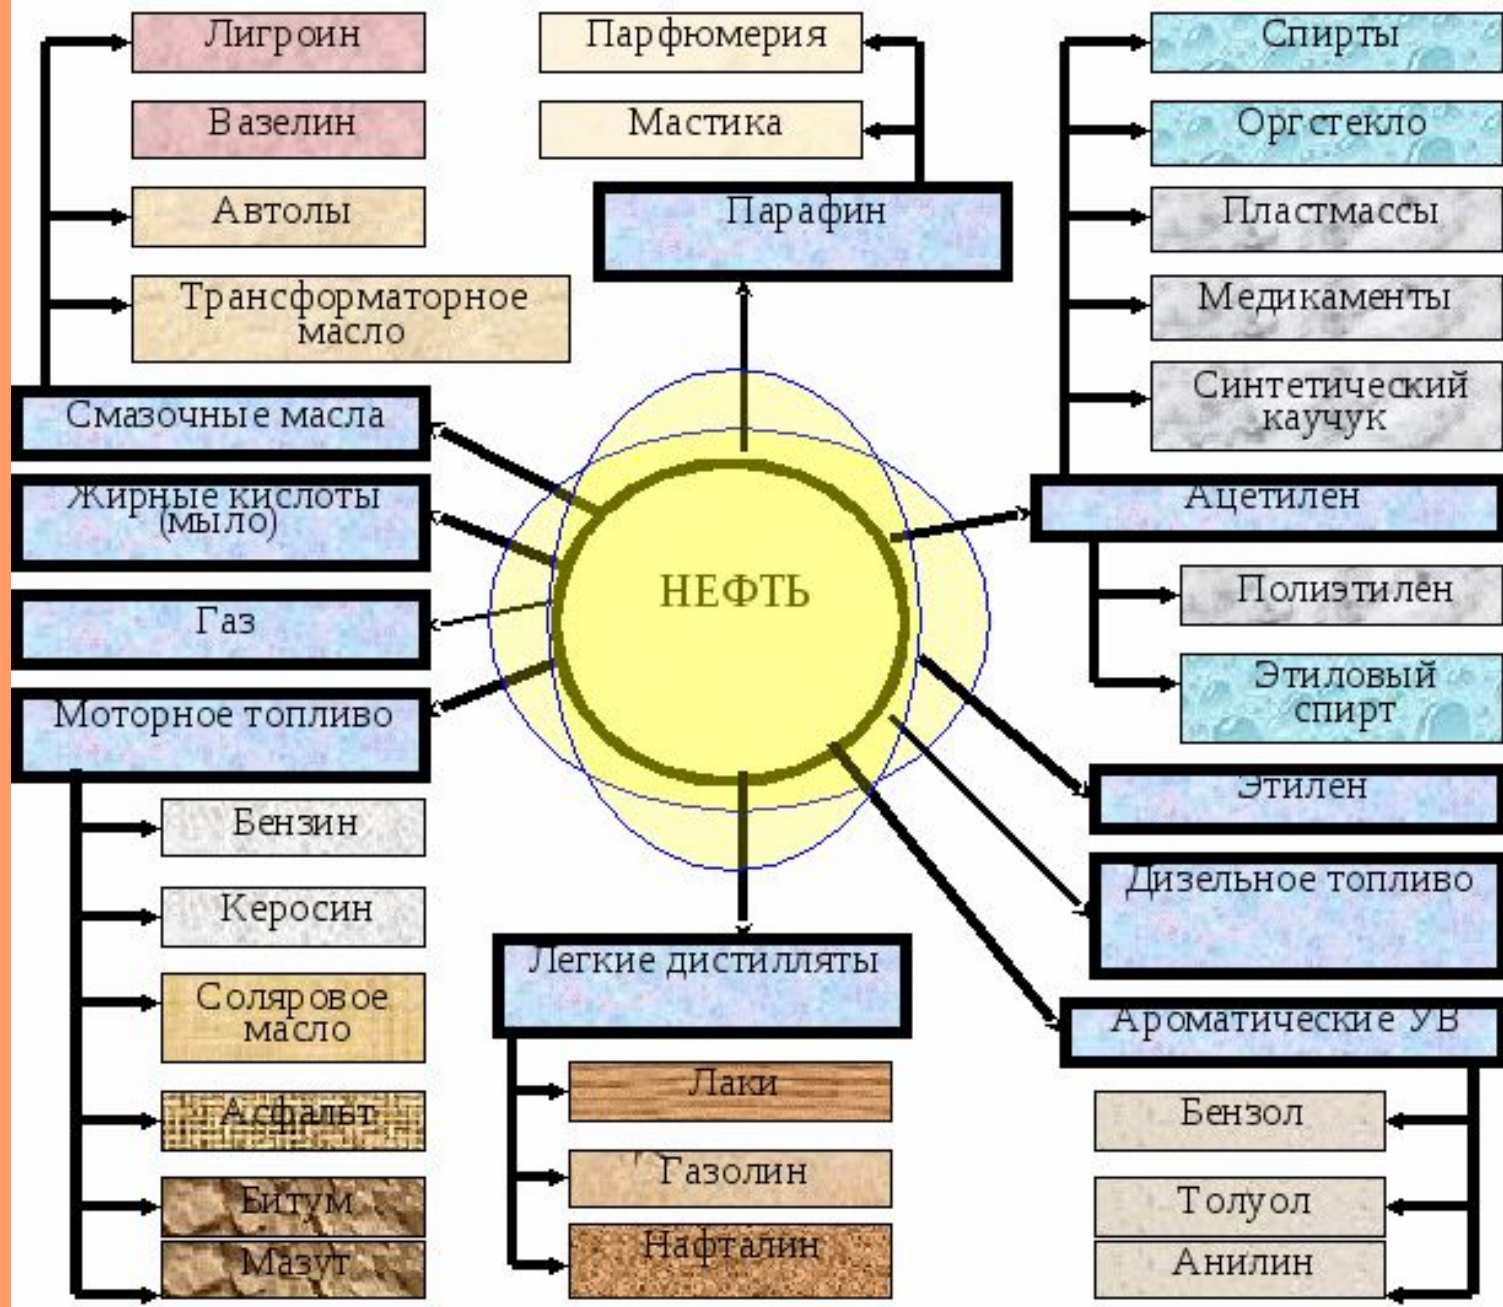 Лигроин
Вазелин
Автолы
Трансформаторное
масло
Смазочные масла
Жирные кислоты
(мыло)
Газ
Моторное топливо
Бензин
Керосин
Соляровое
масло
Асфальт
Битум
Мазут
Парфюмерия
Мастика
Парафин
НЕФТЬ
Легкие дистилляты
Лаки
Газолин
Нафталин
Спирты
Оргстекло
Пластмассы
Медикаменты
Синтетический
каучук
Ацетилен
Полиэтилен
Этиловый
спирт
Этилен
Дизельное топливо
Ароматические УВ
Бензол
Толуол
Анилин